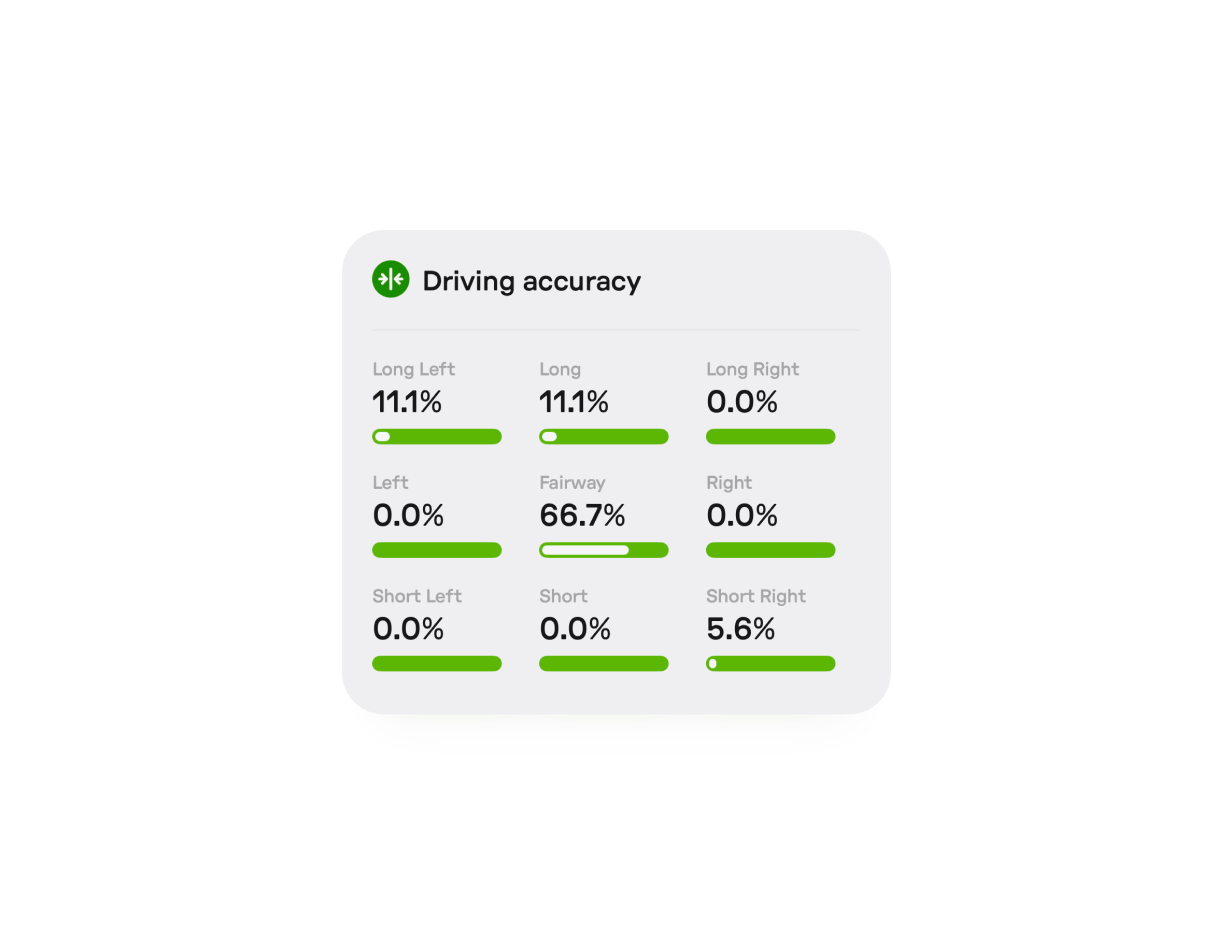 Driving accuracy
Long Left
11.1%
Long
11.1%
Long Right
0.0%
Left
0.0%
Fairway
66.7%
Right
0.0%
Short Left
0.0%
Short
0.0%
Short Right
5.6%